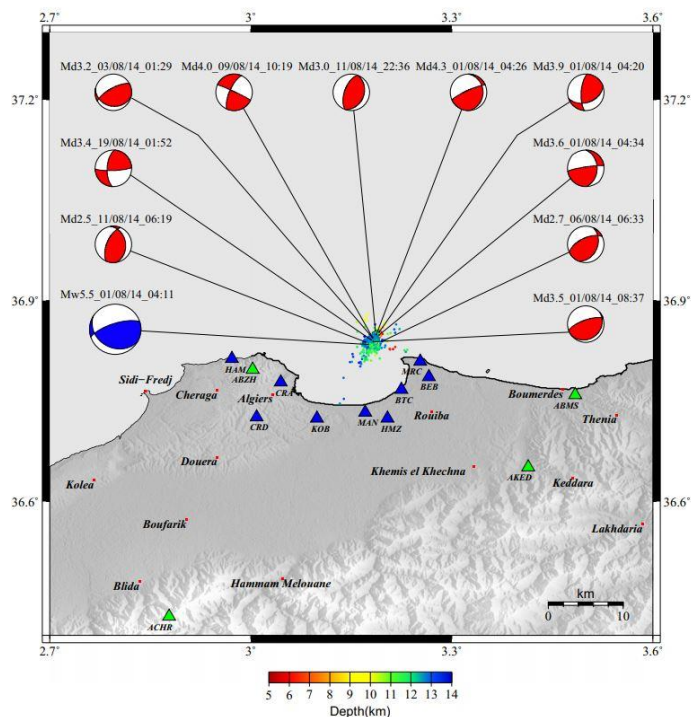 2.7 3 3.3 3.6
Md3.2_03/08/14_01:29 Md4.0_09/08/14_10:19 Md3.0_11/08/14_22:36 Md4.3_01/08/14_04:26 Md3.9_01/08/14_04:20
37.2 37.2
Md3.4_19/08/14_01:52 Md3.6_01/08/14_04:34
Md2.5_11/08/14_06:19 Md2.7_06/08/14_06:33
Mw5.5_01/08/14_04:11 Md3.5_01/08/14_08:37
36.9 36.9
HAM MRC
ABZH
Sidi-Fredj BEB
Cheraga Algiers CRA BTC Boumerdes ABMS
CRD KOB MAN HMZ Rouiba Thenia
Douera
Khemis el Khechna AKED
Kolea Keddara
36.6 36.6
Boufarik Lakhdaria
Blida Hammam Melouane
km
0 10
ACHR
2.7 3 3.3 3.6
5 6 7 8 9 10 11 12 13 14
Depth(km)